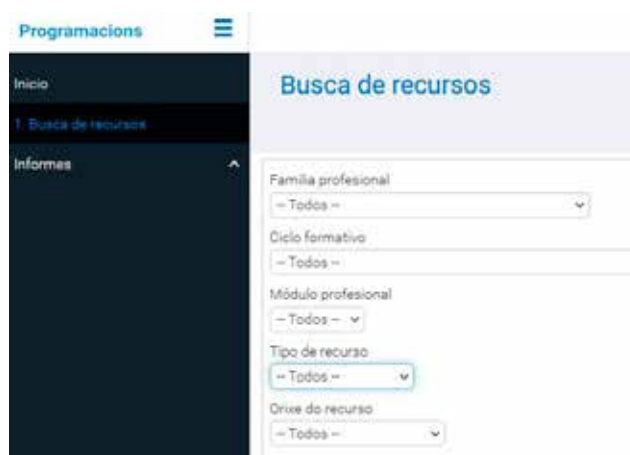 Programacions
Inicio
1. Busca de recursos
Informes
Busca de recursos
Familia profesional
-- Todos --
Ciclo formativo
-- Todos --
Módulo profesional
-- Todos --
Tipo de recurso
-- Todos --
Orixe do recurso
-- Todos --